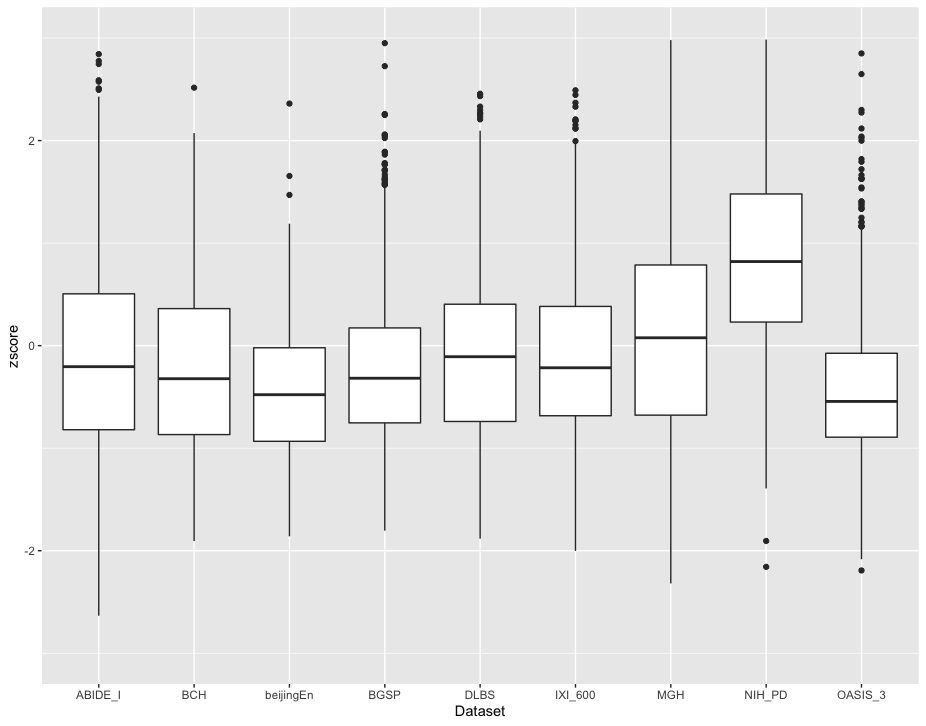 zscore
2
0
-2
ABIDE_I BCH beijingEn BGSP DLBS IXI_600 MGH NIH_PD OASIS_3
Dataset